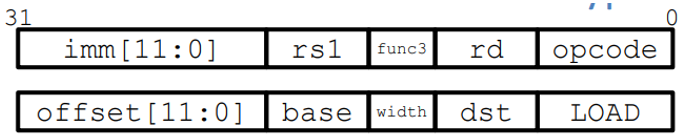 31 0
imm[11:0] rs1 func3 rd opcode
offset[11:0] base width dst LOAD